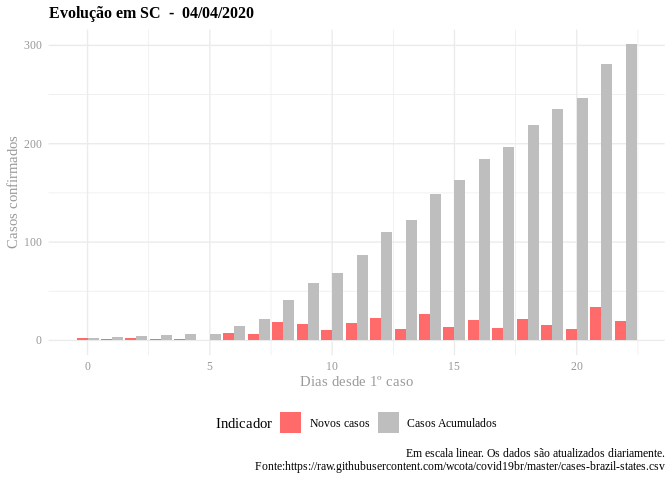 Evolução em SC  -  04/04/2020
Casos confirmados
300
200
100
0
0 5 10 15 20
Dias desde 1º caso
Indicador Novos casos Casos Acumulados
Em escala linear. Os dados são atualizados diariamente.
Fonte:https://raw.githubusercontent.com/wcota/covid19br/master/cases-brazil-states.csv